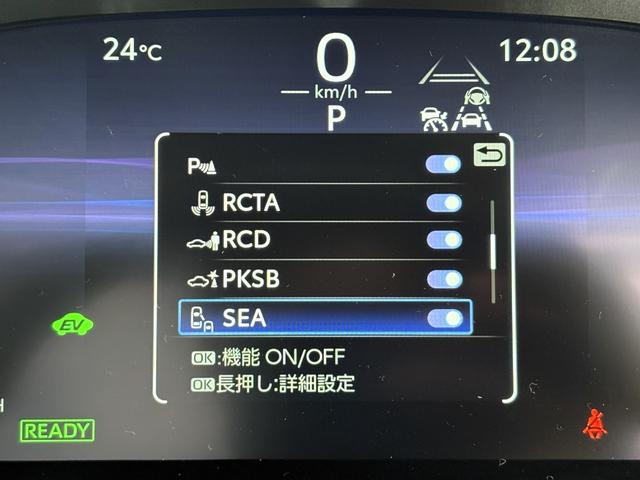 24℃
0
12:08
km/h
P
P
RCTA
RCD
PKSB
SEA
OK:機能 ON/OFF
OK長押し:詳細設定
EV
H
READY